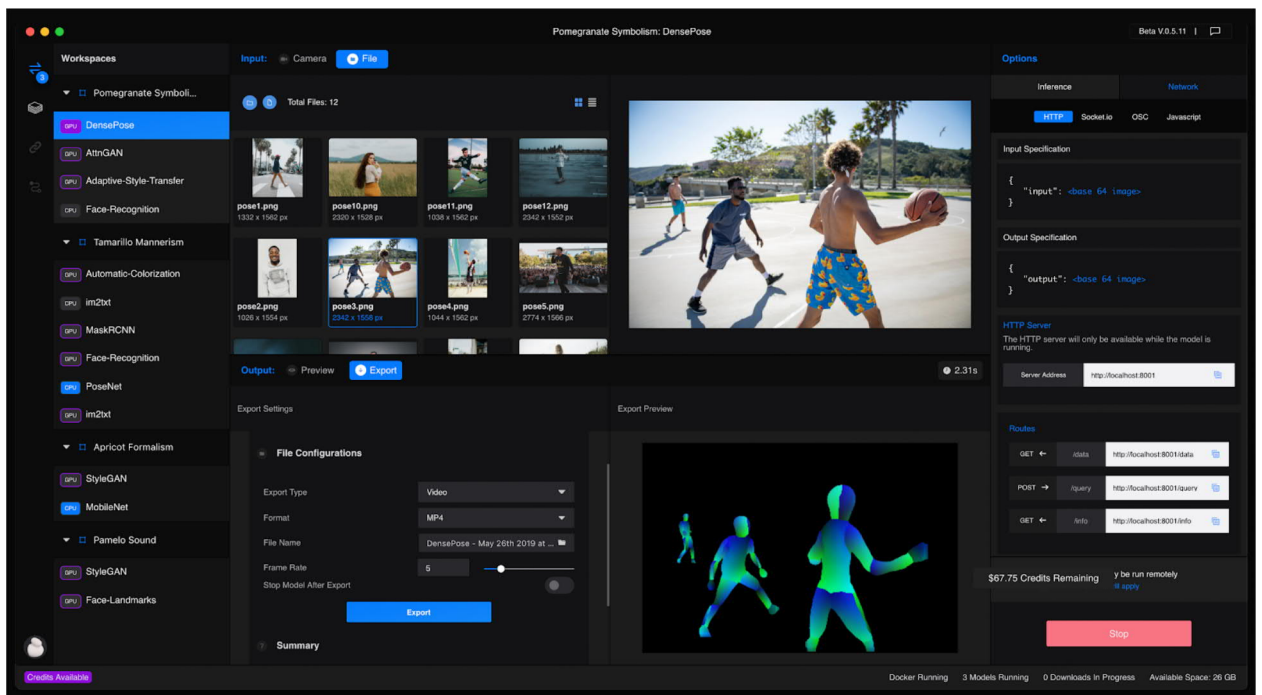 Pomegranate Symbolism: DensePose
Beta V.0.5.11 |
3
Workspaces
Pomegranate Symboli...
GPU DensePose
GPU AttnGAN
GPU Adaptive-Style-Transfer
CPU Face-Recognition
Tamarillo Mannerism
GPU Automatic-Colorization
CPU im2txt
GPU MaskRCNN
GPU Face-Recognition
CPU PoseNet
GPU im2txt
Apricot Formalism
GPU StyleGAN
CPU MobileNet
Pamelo Sound
GPU StyleGAN
GPU Face-Landmarks
Input: Camera File
Total Files: 12
pose1.png
1332 x 1562 px
pose10.png
2320 x 1528 px
pose11.png
1038 x 1562 px
pose12.png
2342 x 1552 px
pose2.png
1026 x 1554 px
pose3.png
2342 x 1556 px
pose4.png
1044 x 1562 px
pose5.png
2774 x 1566 px
Output: Preview Export
2.31s
Export Settings
File Configurations
Export Type Video
Format MP4
File Name DensePose - May 26th 2019 at ...
Frame Rate 5
Stop Model After Export
Export
Summary
Export Preview
Options
Inference Network
HTTP Socket.io OSC Javascript
Input Specification
{
"input": <base 64 image>
}
Output Specification
{
"output": <base 64 image>
}
HTTP Server
The HTTP server will only be available while the model is
running.
Server Address http://localhost:8001
Routes
GET ← /data http://localhost:8001/data
POST → /query http://localhost:8001/query
GET ← /info http://localhost:8001/info
$67.75 Credits Remaining
y be run remotely
apply
Stop
Credits Available
Docker Running 3 Models Running 0 Downloads In Progress Available Space: 26 GB